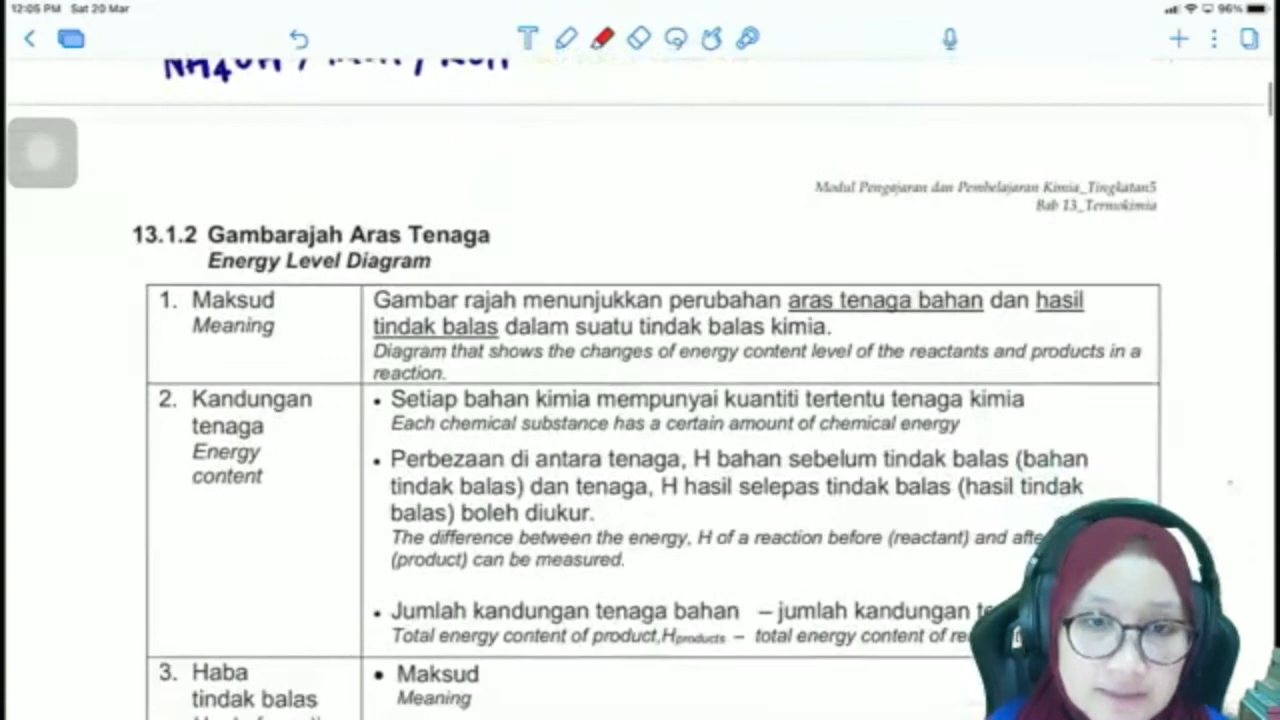 12:05 PM Sat 20 Mar
96%
Modul Pengajaran dan Pembelajaran Kimia_Tingkatan5
Bab 13_Termokimia
13.1.2 Gambarajah Aras Tenaga
Energy Level Diagram
1. Maksud
Meaning
Gambar rajah menunjukkan perubahan aras tenaga bahan dan hasil
tindak balas dalam suatu tindak balas kimia.
Diagram that shows the changes of energy content level of the reactants and products in a
reaction.
2. Kandungan
tenaga
Energy
content
• Setiap bahan kimia mempunyai kuantiti tertentu tenaga kimia
Each chemical substance has a certain amount of chemical energy
• Perbezaan di antara tenaga, H bahan sebelum tindak balas (bahan
tindak balas) dan tenaga, H hasil selepas tindak balas (hasil tindak
balas) boleh diukur.
The difference between the energy, H of a reaction before (reactant) and
(product) can be measured.
• Jumlah kandungan tenaga bahan – jumlah kandungan
Total energy content of product,Hproducts – total energy content of
3. Haba
tindak balas
• Maksud
Meaning